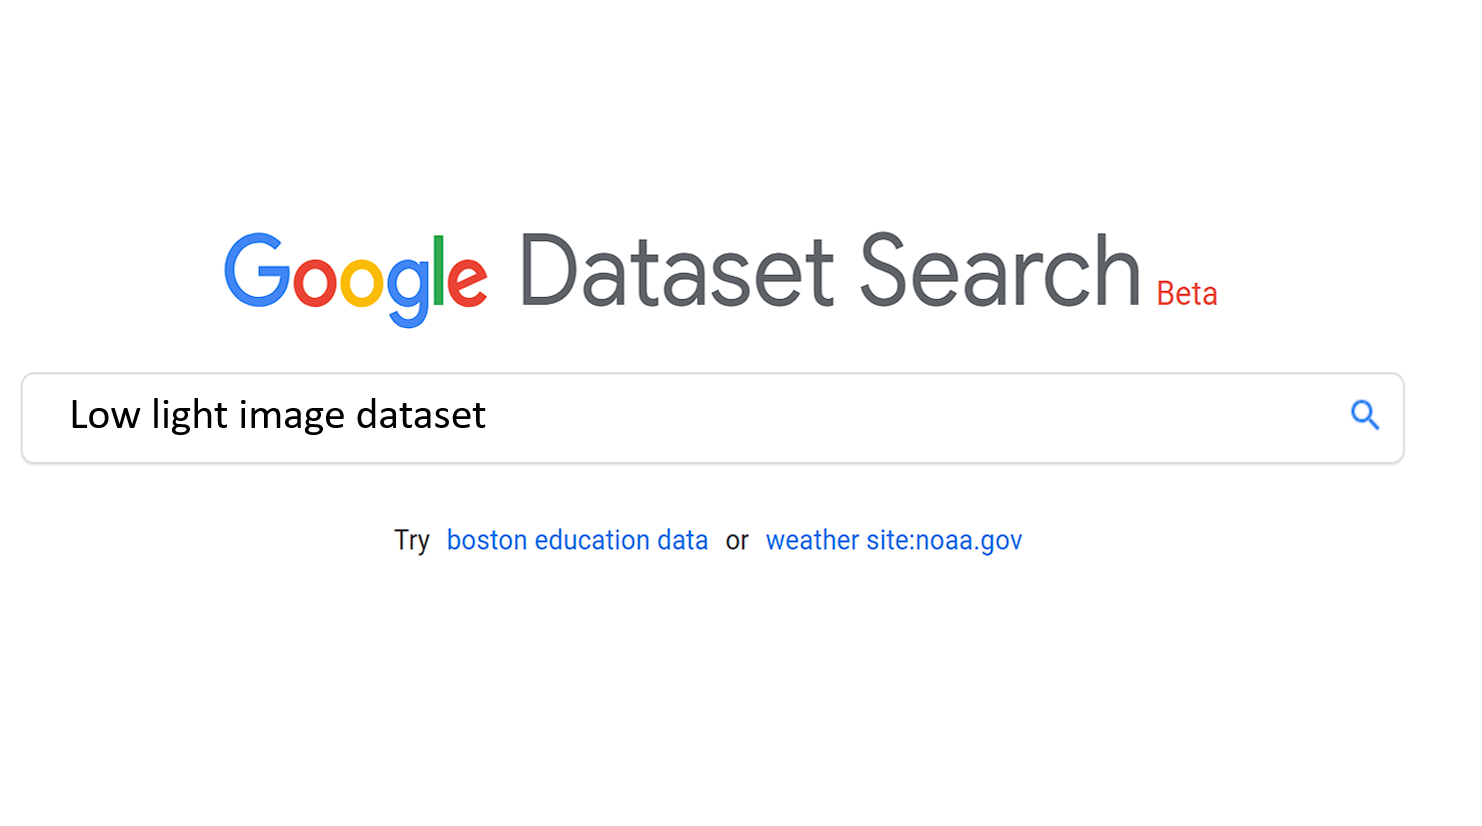 Google Dataset Search Beta
Low light image dataset
Try boston education data or weather site:noaa.gov